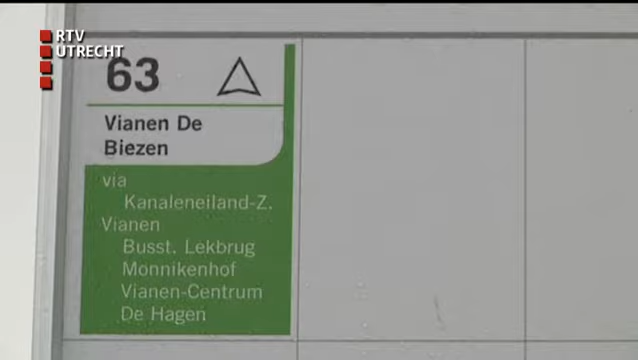 RTV
UTRECHT
63
Vianen De
Biezen
via
Kanaleneiland-Z.
Vianen
Busst. Lekbrug
Monnikenhof
Vianen-Centrum
De Hagen